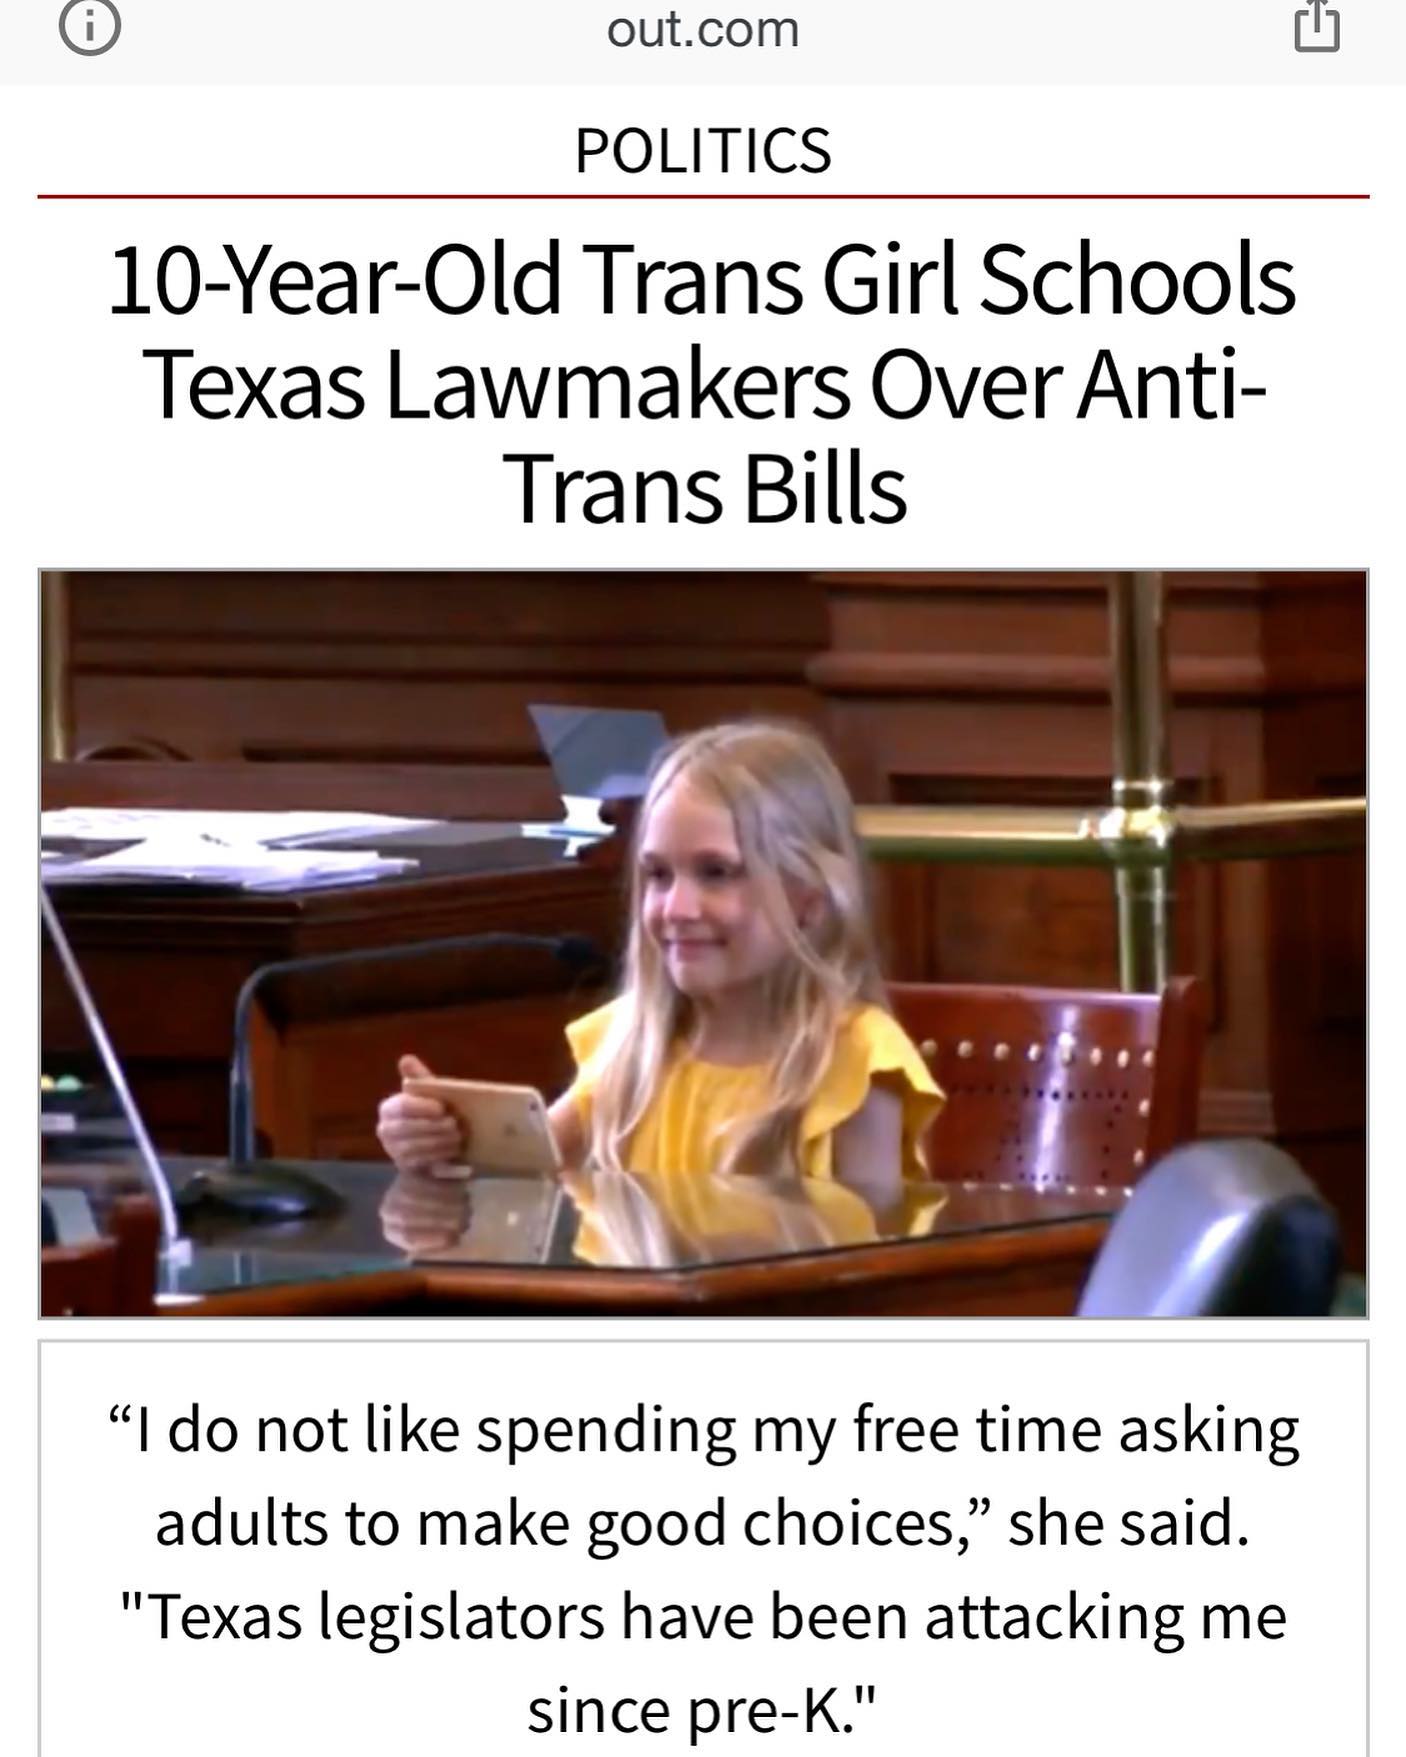 out.com
POLITICS
10-Year-Old Trans Girl Schools
Texas Lawmakers Over Anti-
Trans Bills
“I do not like spending my free time asking
adults to make good choices,” she said.
"Texas legislators have been attacking me
since pre-K."